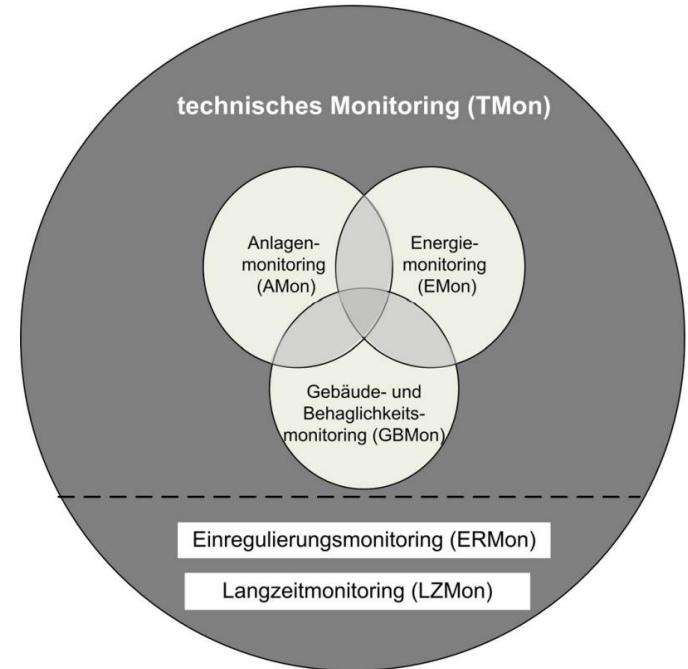 technisches Monitoring (TMon)
Anlagen-
monitoring
(AMon)
Energie-
monitoring
(EMon)
Gebäude- und
Behaglichkeits-
monitoring (GBMon)
Einregulierungsmonitoring (ERMon)
Langzeitmonitoring (LZMon)